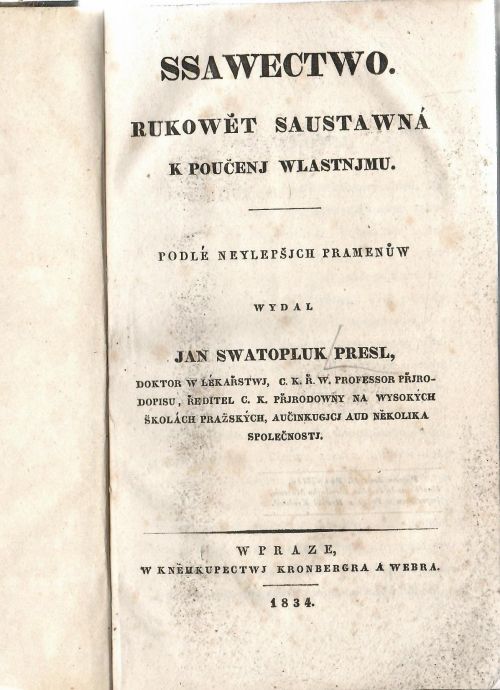 SSAWECTWO.
RUKOWĚT SAUSTAWNÁ
K POUČENJ WLASTNJMU.
PODLÉ NEYLEPŠJCH PRAMENŮW
WYDAL
JAN SWATOPLUK PRESL,
DOKTOR W LÉKAŘSTWJ, C. K. Ř. W. PROFESSOR PŘJRO-
DOPISU, ŘEDITEL C. K. PŘJRODOWNY NA WYSOKÝCH
ŠKOLÁCH PRAŽSKÝCH, AUČINKUGJCJ AUD NĚKOLIKA
SPOLEČNOSTJ.
W PRAZE,
W KNĚHKUPECTWJ KRONBERGRA A WEBRA.
1834.